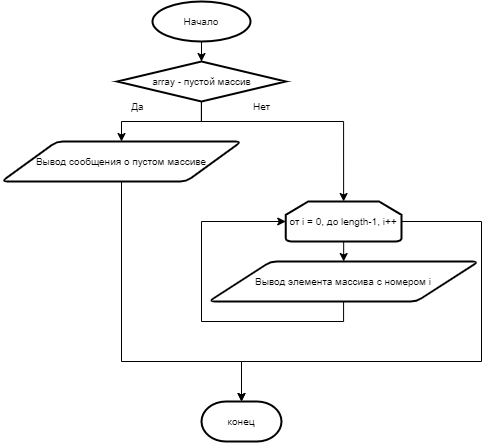 Начало
array - пустой массив
Да
Нет
Вывод сообщения о пустом массиве
от i = 0, до length-1, i++
Вывод элемента массива с номером i
конец